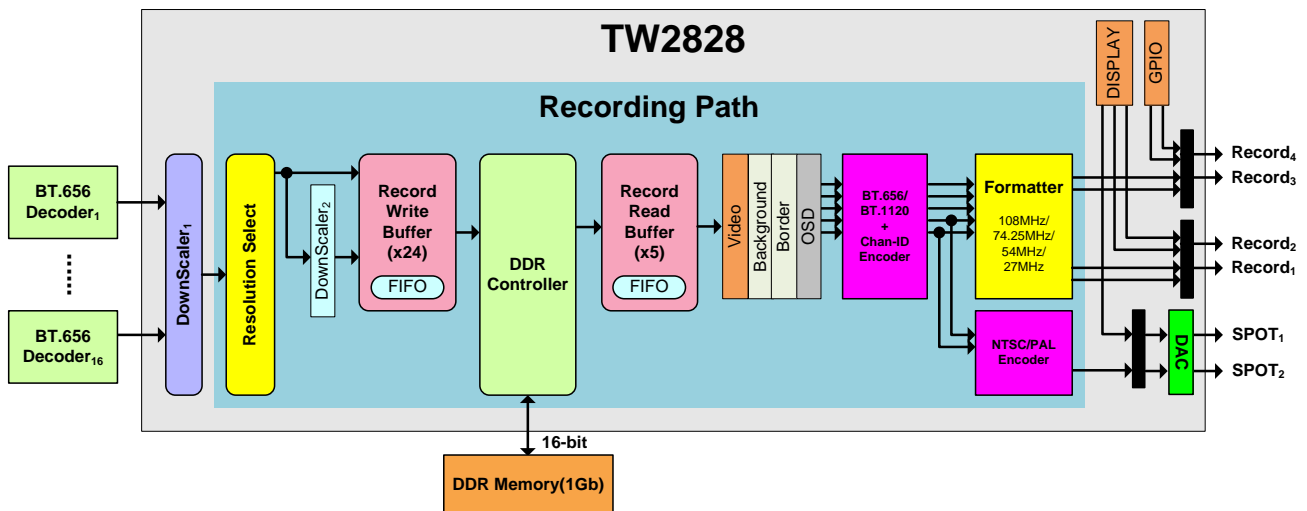 TW2828
Recording Path
BT.656
Decoder₁
BT.656
Decoder₁₆
DownScaler₁
Resolution Select
DownScaler₂
Record
Write
Buffer
(x24)
FIFO
DDR
Controller
Record
Read
Buffer
(x5)
FIFO
Video
Background
Border
OSD
BT.656/
BT.1120
+
Chan-ID
Encoder
Formatter
108MHz/
74.25MHz/
54MHz/
27MHz
NTSC/PAL
Encoder
DISPLAY
GPIO
DAC
Record₄
Record₃
Record₂
Record₁
SPOT₁
SPOT₂
16-bit
DDR Memory(1Gb)